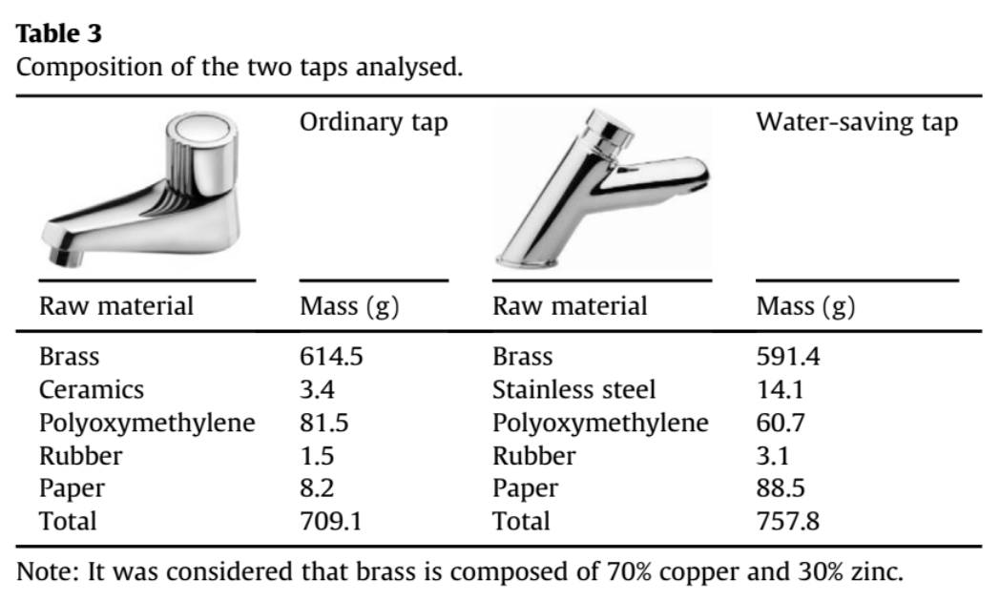 Table 3
Composition of the two taps analysed.
Ordinary tap Water-saving tap
Raw material Mass (g) Raw material Mass (g)
Brass 614.5 Brass 591.4
Ceramics 3.4 Stainless steel 14.1
Polyoxymethylene 81.5 Polyoxymethylene 60.7
Rubber 1.5 Rubber 3.1
Paper 8.2 Paper 88.5
Total 709.1 Total 757.8
Note: It was considered that brass is composed of 70% copper and 30% zinc.